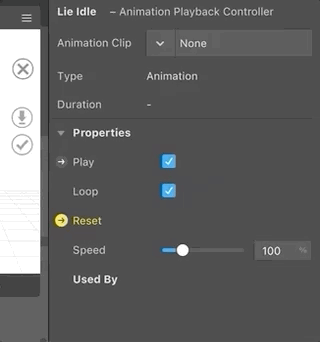 Lie Idle – Animation Playback Controller
Animation Clip None
Type Animation
Duration -
Properties
Play
Loop
Reset
Speed 100 %
Used By